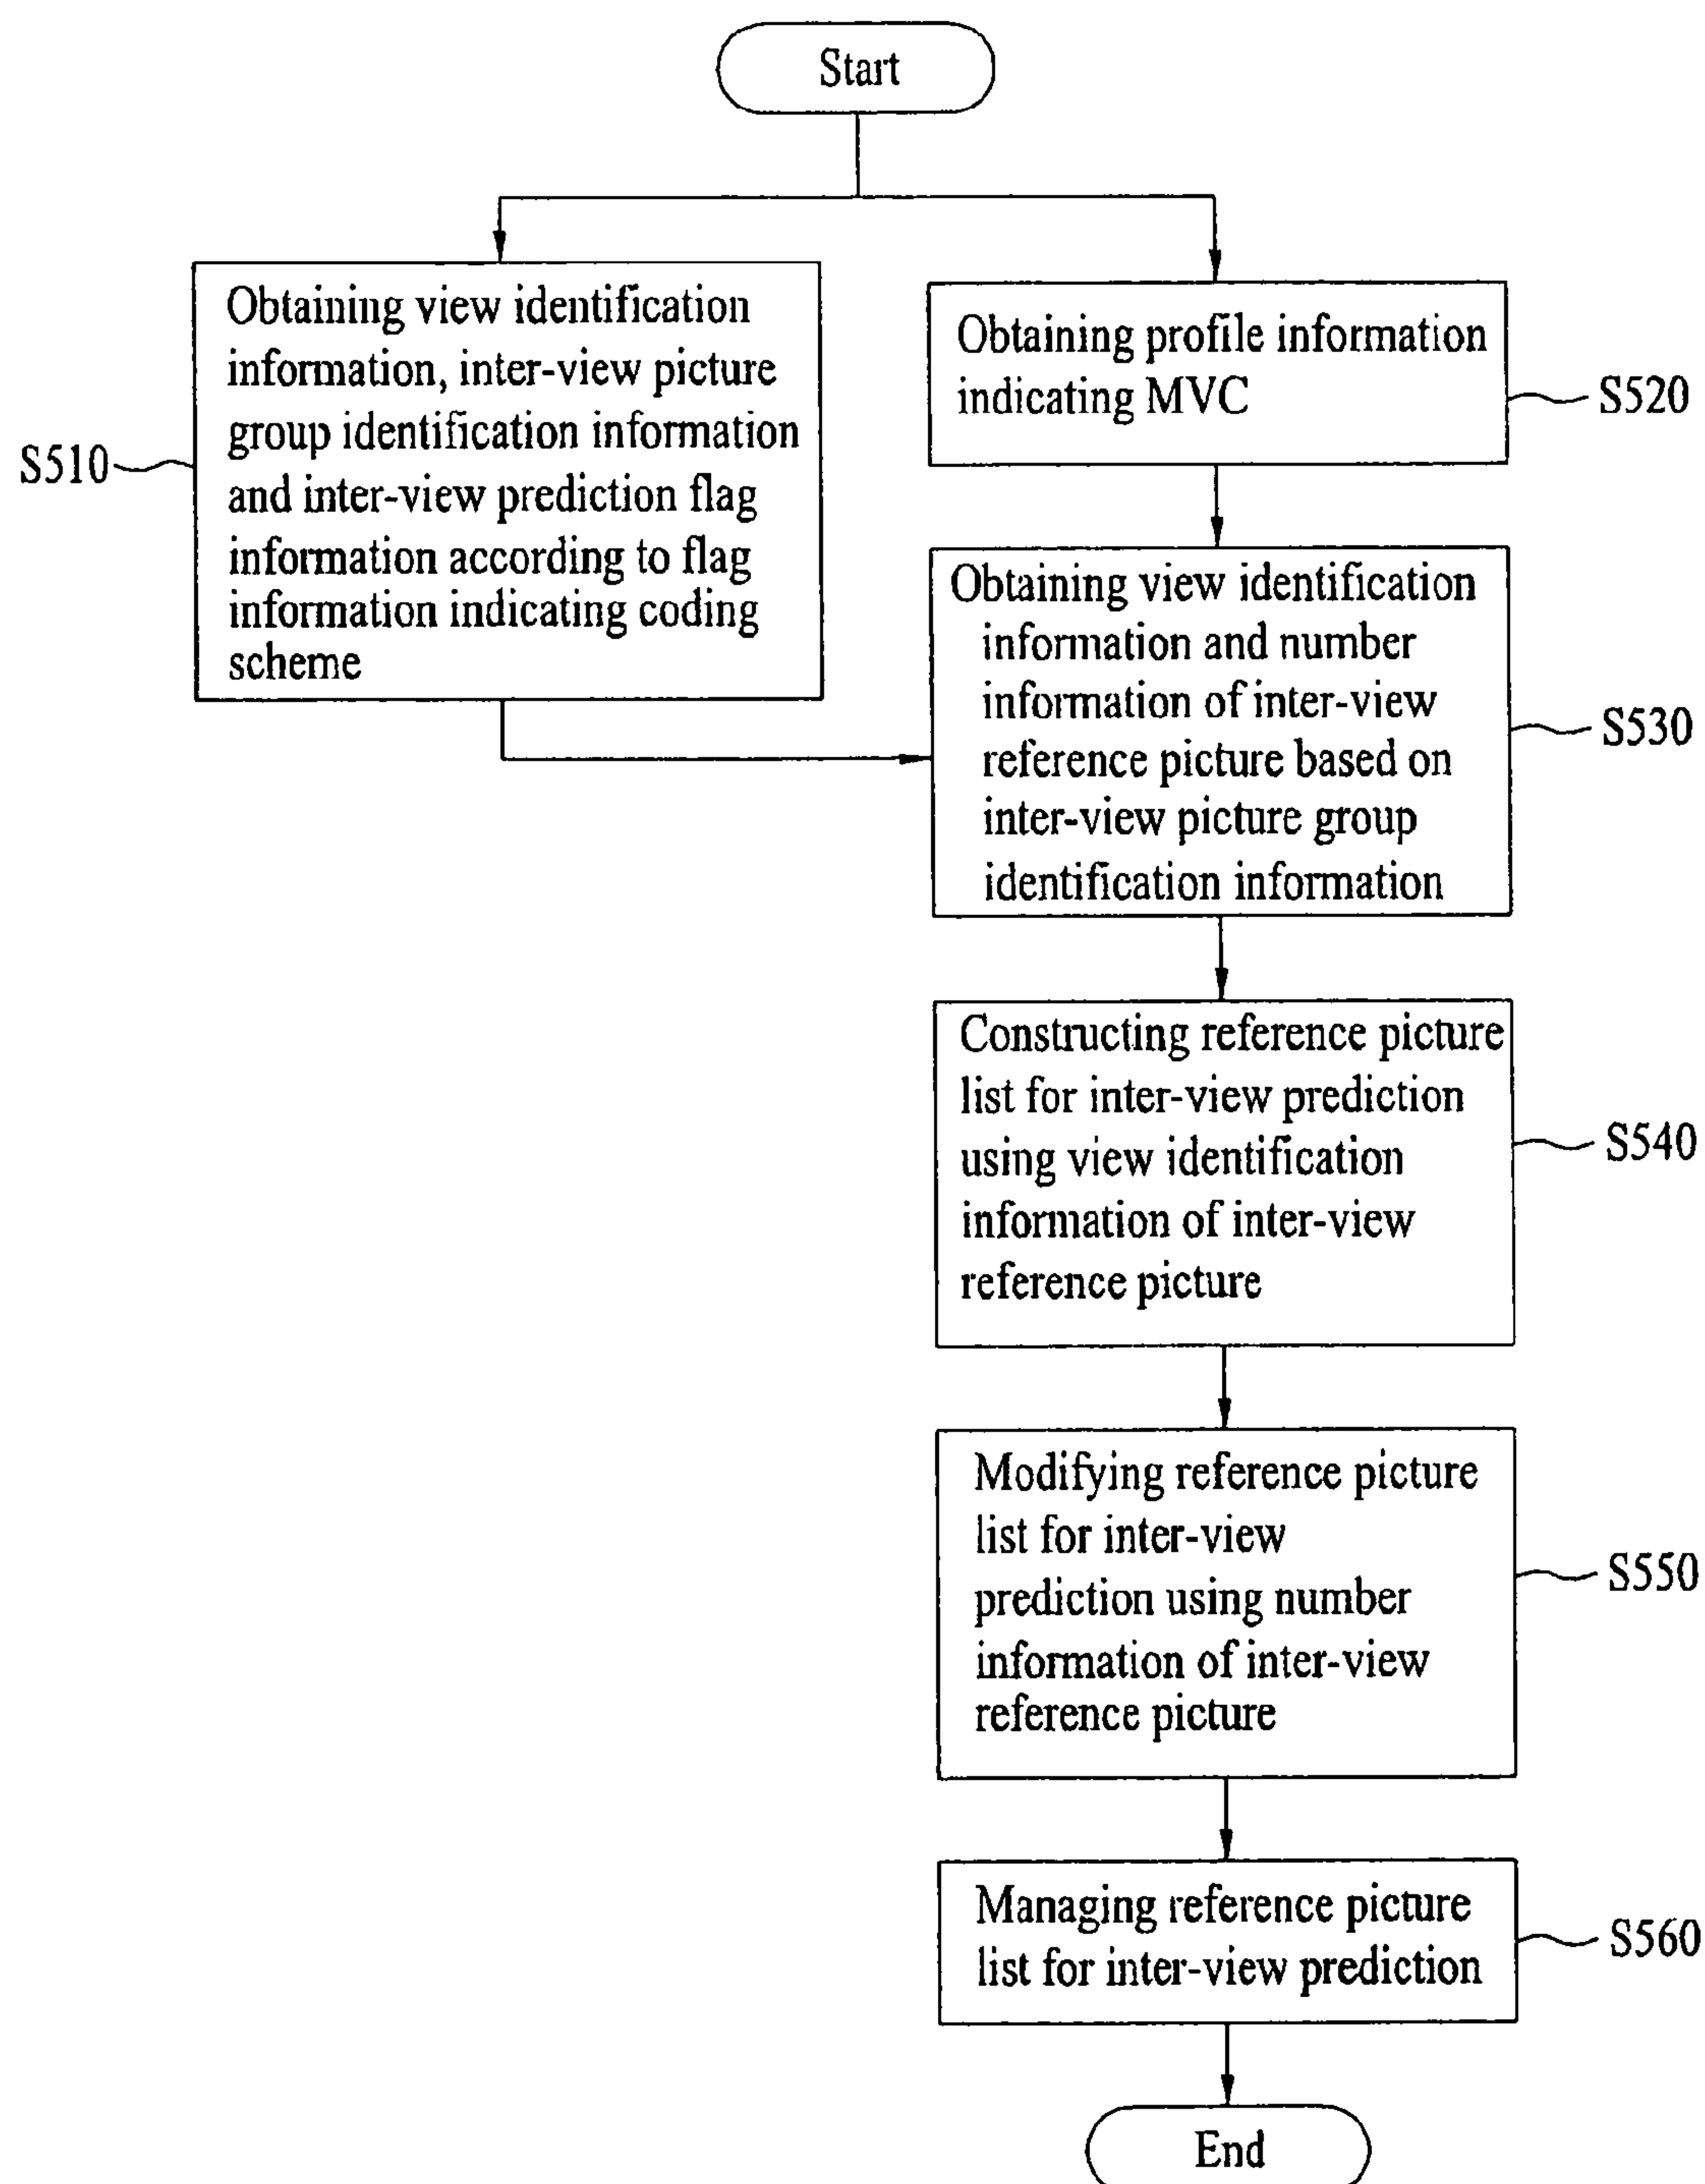 Start
Obtaining view identification
information, inter-view picture
group identification information
and inter-view prediction flag
information according to flag
information indicating coding
scheme
S510
Obtaining profile information
indicating MVC
S520
Obtaining view identification
information and number
information of inter-view
reference picture based on
inter-view picture group
identification information
S530
Constructing reference picture
list for inter-view prediction
using view identification
information of inter-view
reference picture
S540
Modifying reference picture
list for inter-view
prediction using number
information of inter-view
reference picture
S550
Managing reference picture
list for inter-view prediction
S560
End